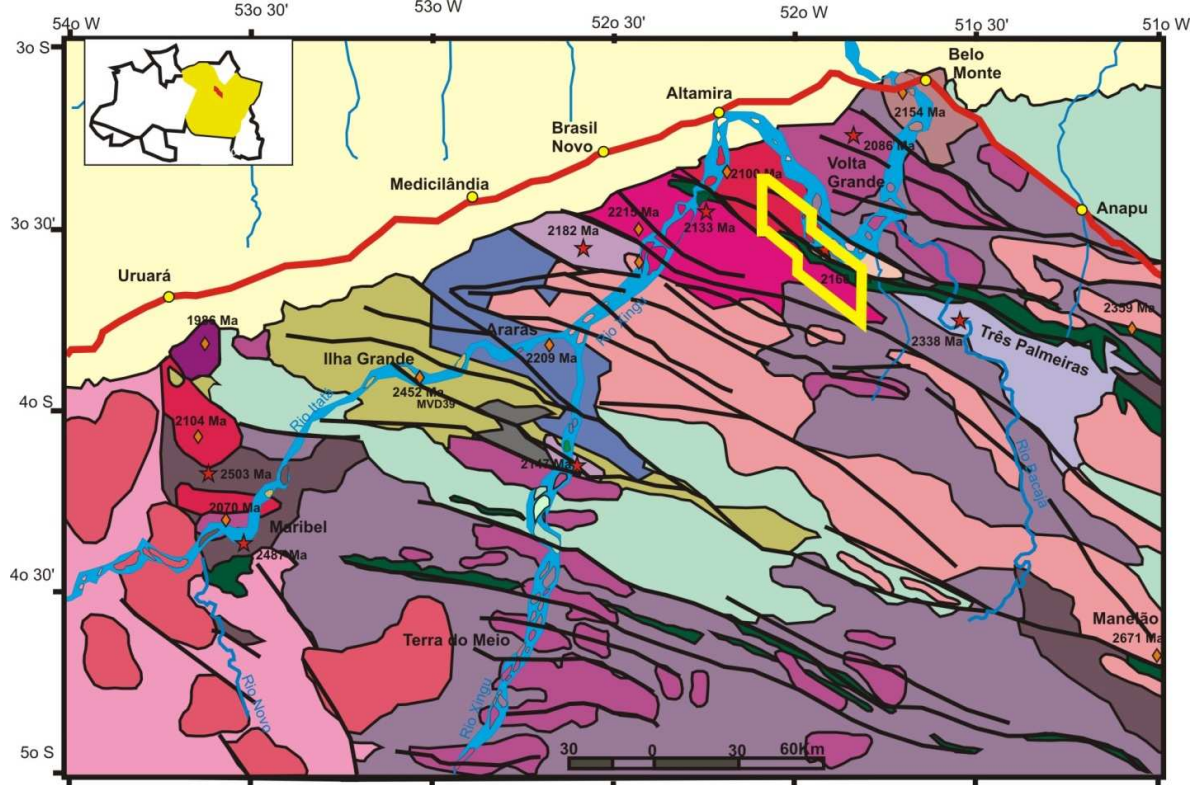 54o W
53o 30'
53o W
52o 30'
52o W
51o 30'
51o W
3o S
3o 30'
4o S
4o 30'
5o S
Belo
Monte
Altamira
Brasil
Novo
Medicilândia
Uruará
Anapu
2154 Ma
2086 Ma
Volta
Grande
2100 Ma
2215 Ma
2133 Ma
2182 Ma
Rio Xingu
2359 Ma
2338 Ma
Três Palmeiras
1986 Ma
Araras
2209 Ma
Ilha Grande
2452 Ma
MVD39
Rio Itatá
2104 Ma
2503 Ma
2147 Ma
2070 Ma
Maribel
2487 Ma
Rio Bacajá
Manelão
2671 Ma
Terra do Meio
Rio Novo
Rio Xingu
30
0
30
60Km